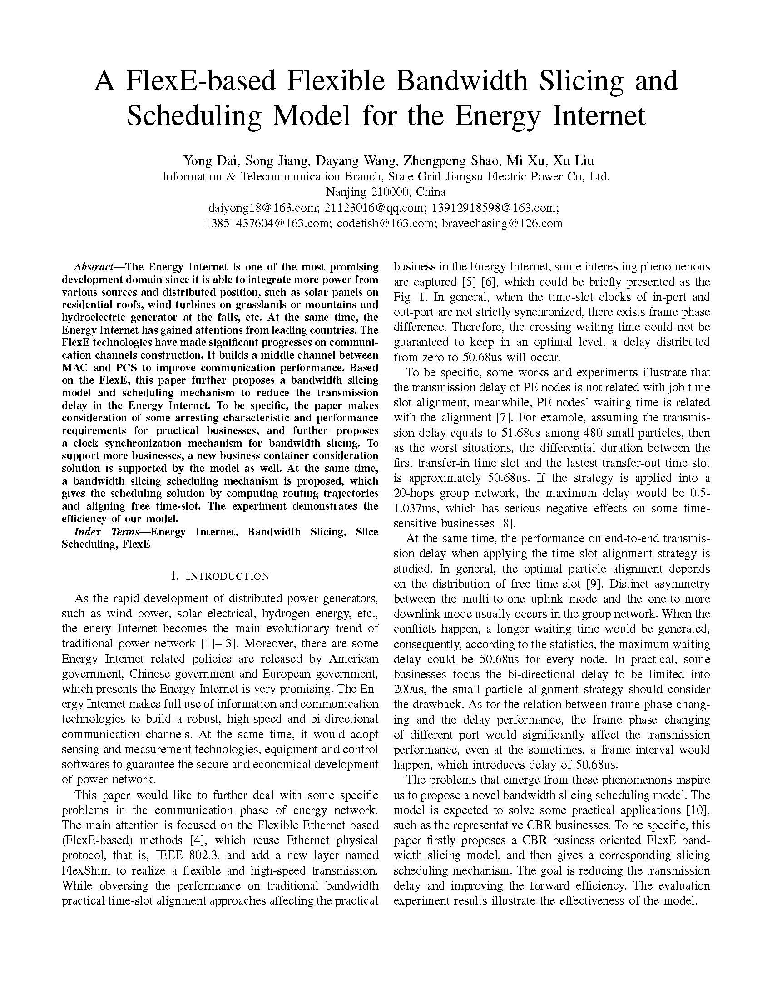 A FlexE-based Flexible Bandwidth Slicing and
Scheduling Model for the Energy Internet
Yong Dai, Song Jiang, Dayang Wang, Zhengpeng Shao, Mi Xu, Xu Liu
Information & Telecommunication Branch, State Grid Jiangsu Electric Power Co, Ltd.
Nanjing 210000, China
daiyong18@163.com; 21123016@qq.com; 13912918598@163.com;
13851437604@163.com; codefish@163.com; bravechasing@126.com
Abstract—The Energy Internet is one of the most promising
development domain since it is able to integrate more power from
various sources and distributed position, such as solar panels on
residential roofs, wind turbines on grasslands or mountains and
hydroelectric generator at the falls, etc. At the same time, the
Energy Internet has gained attentions from leading countries. The
FlexE technologies have made significant progresses on communi-
cation channels construction. It builds a middle channel between
MAC and PCS to improve communication performance. Based
on the FlexE, this paper further proposes a bandwidth slicing
model and scheduling mechanism to reduce the transmission
delay in the Energy Internet. To be specific, the paper makes
consideration of some arresting characteristic and performance
requirements for practical businesses, and further proposes
a clock synchronization mechanism for bandwidth slicing. To
support more businesses, a new business container consideration
solution is supported by the model as well. At the same time,
a bandwidth slicing scheduling mechanism is proposed, which
gives the scheduling solution by computing routing trajectories
and aligning free time-slot. The experiment demonstrates the
efficiency of our model.
Index Terms—Energy Internet, Bandwidth Slicing, Slice
Scheduling, FlexE
I. INTRODUCTION
As the rapid development of distributed power generators,
such as wind power, solar electrical, hydrogen energy, etc.,
the enery Internet becomes the main evolutionary trend of
traditional power network [1]–[3]. Moreover, there are some
Energy Internet related policies are released by American
government, Chinese government and European government,
which presents the Energy Internet is very promising. The En-
ergy Internet makes full use of information and communication
technologies to build a robust, high-speed and bi-directional
communication channels. At the same time, it would adopt
sensing and measurement technologies, equipment and control
softwares to guarantee the secure and economical development
of power network.
This paper would like to further deal with some specific
problems in the communication phase of energy network.
The main attention is focused on the Flexible Ethernet based
(FlexE-based) methods [4], which reuse Ethernet physical
protocol, that is, IEEE 802.3, and add a new layer named
FlexShim to realize a flexible and high-speed transmission.
While obversing the performance on traditional bandwidth
practical time-slot alignment approaches affecting the practical
business in the Energy Internet, some interesting phenomenons
are captured [5] [6], which could be briefly presented as the
Fig. 1. In general, when the time-slot clocks of in-port and
out-port are not strictly synchronized, there exists frame phase
difference. Therefore, the crossing waiting time could not be
guaranteed to keep in an optimal level, a delay distributed
from zero to 50.68us will occur.
To be specific, some works and experiments illustrate that
the transmission delay of PE nodes is not related with job time
slot alignment, meanwhile, PE nodes' waiting time is related
with the alignment [7]. For example, assuming the transmis-
sion delay equals to 51.68us among 480 small particles, then
as the worst situations, the differential duration between the
first transfer-in time slot and the lastest transfer-out time slot
is approximately 50.68us. If the strategy is applied into a
20-hops group network, the maximum delay would be 0.5-
1.037ms, which has serious negative effects on some time-
sensitive businesses [8].
At the same time, the performance on end-to-end transmis-
sion delay when applying the time slot alignment strategy is
studied. In general, the optimal particle alignment depends
on the distribution of free time-slot [9]. Distinct asymmetry
between the multi-to-one uplink mode and the one-to-more
downlink mode usually occurs in the group network. When the
conflicts happen, a longer waiting time would be generated,
consequently, according to the statistics, the maximum waiting
delay could be 50.68us for every node. In practical, some
businesses focus the bi-directional delay to be limited into
200us, the small particle alignment strategy should consider
the drawback. As for the relation between frame phase chang-
ing and the delay performance, the frame phase changing
of different port would significantly affect the transmission
performance, even at the sometimes, a frame interval would
happen, which introduces delay of 50.68us.
The problems that emerge from these phenomenons inspire
us to propose a novel bandwidth slicing scheduling model. The
model is expected to solve some practical applications [10],
such as the representative CBR businesses. To be specific, this
paper firstly proposes a CBR business oriented FlexE band-
width slicing model, and then gives a corresponding slicing
scheduling mechanism. The goal is reducing the transmission
delay and improving the forward efficiency. The evaluation
experiment results illustrate the effectiveness of the model.